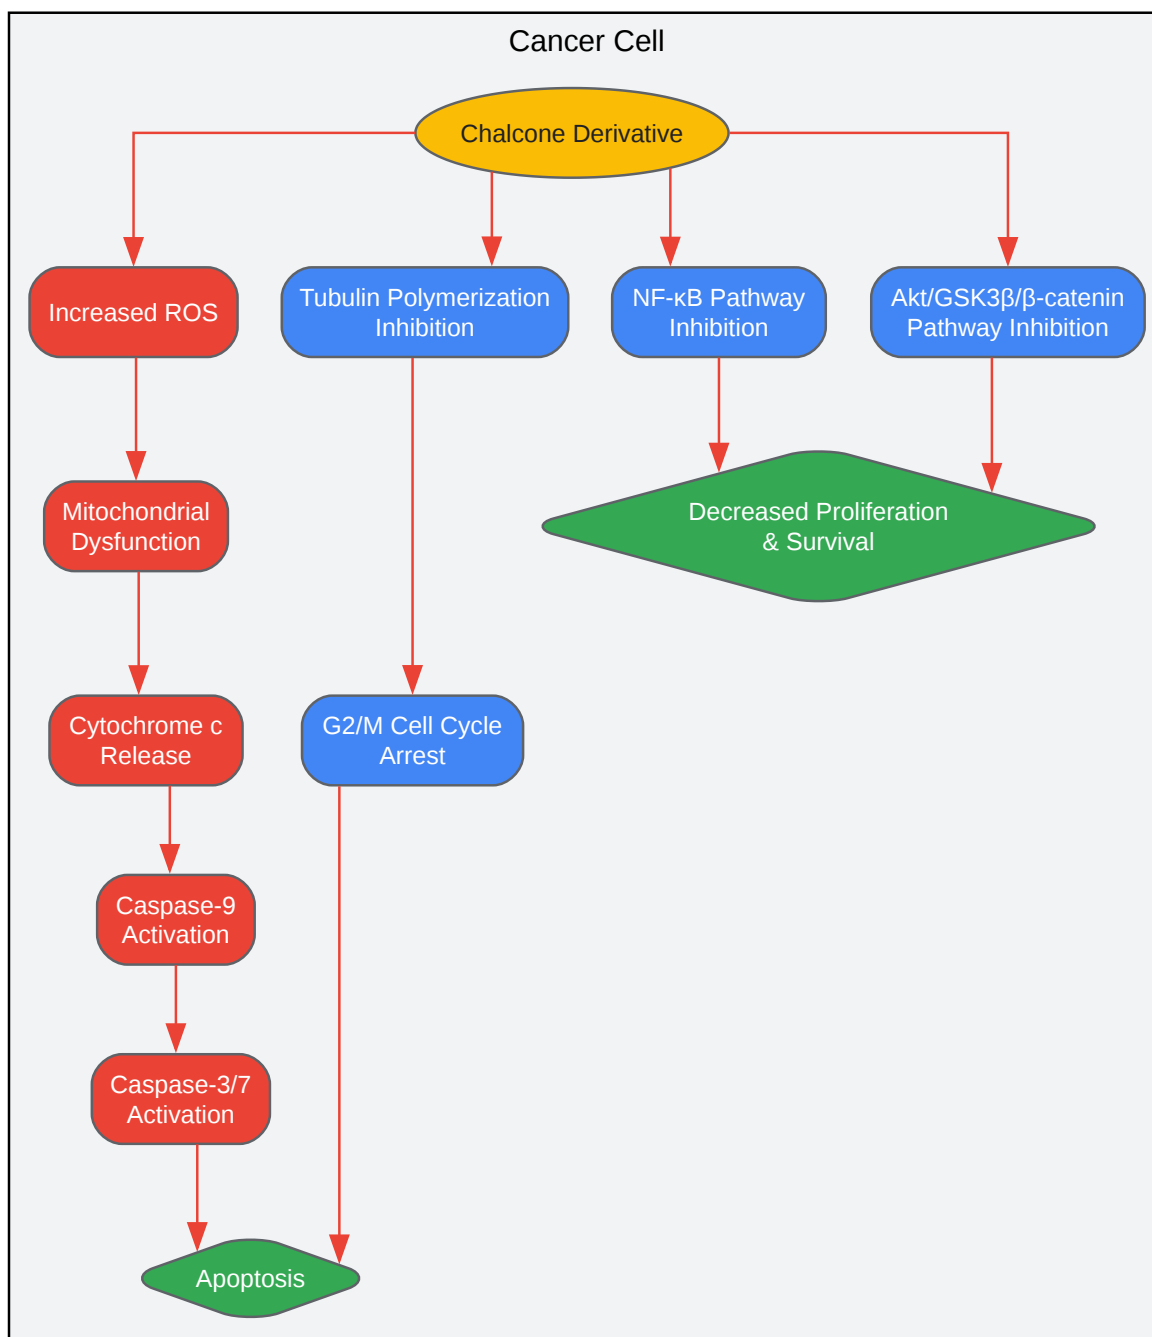 Cancer Cell
Chalcone Derivative
Increased ROS
Tubulin Polymerization
Inhibition
NF-κB Pathway
Inhibition
Akt/GSK3β/β-catenin
Pathway Inhibition
Mitochondrial
Dysfunction
Decreased Proliferation
& Survival
Cytochrome c
Release
G2/M Cell Cycle
Arrest
Caspase-9
Activation
Caspase-3/7
Activation
Apoptosis